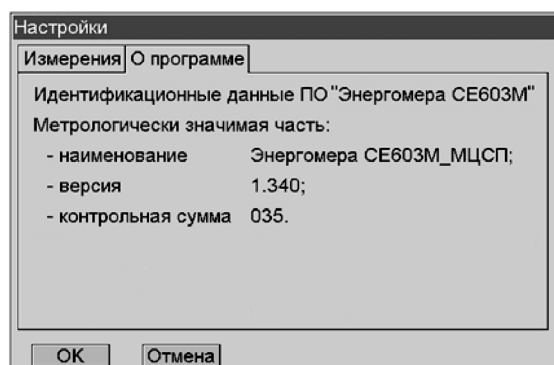 Настройки
Измерения О программе
Идентификационные данные ПО "Энергомера СЕ603М"
Метрологически значимая часть:
- наименование Энергомера СЕ603М_МЦСП;
- версия 1.340;
- контрольная сумма 035.
OK Отмена